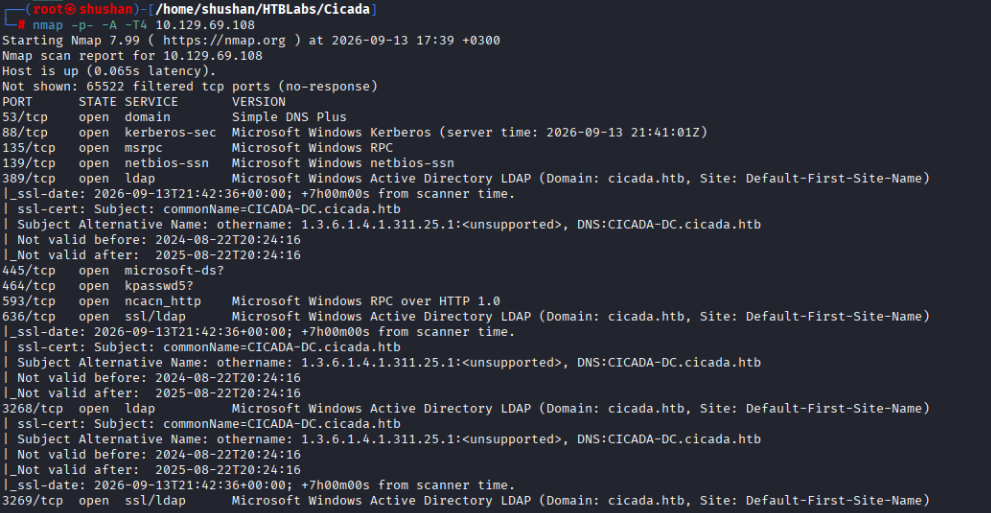 ┌──(root㉿shushan)-[/home/shushan/HTBLabs/Cicada]
└─# nmap -p- -A -T4 10.129.69.108
Starting Nmap 7.99 ( https://nmap.org ) at 2026-09-13 17:39 +0300
Nmap scan report for 10.129.69.108
Host is up (0.065s latency).
Not shown: 65522 filtered tcp ports (no-response)
PORT     STATE SERVICE       VERSION
53/tcp   open  domain        Simple DNS Plus
88/tcp   open  kerberos-sec  Microsoft Windows Kerberos (server time: 2026-09-13 21:41:01Z)
135/tcp  open  msrpc         Microsoft Windows RPC
139/tcp  open  netbios-ssn   Microsoft Windows netbios-ssn
389/tcp  open  ldap          Microsoft Windows Active Directory LDAP (Domain: cicada.htb, Site: Default-First-Site-Name)
|_ssl-date: 2026-09-13T21:42:36+00:00; +7h00m00s from scanner time.
| ssl-cert: Subject: commonName=CICADA-DC.cicada.htb
| Subject Alternative Name: othername: 1.3.6.1.4.1.311.25.1:<unsupported>, DNS:CICADA-DC.cicada.htb
| Not valid before: 2024-08-22T20:24:16
|_Not valid after:  2025-08-22T20:24:16
445/tcp  open  microsoft-ds?
464/tcp  open  kpasswd5?
593/tcp  open  ncacn_http    Microsoft Windows RPC over HTTP 1.0
636/tcp  open  ssl/ldap      Microsoft Windows Active Directory LDAP (Domain: cicada.htb, Site: Default-First-Site-Name)
|_ssl-date: 2026-09-13T21:42:36+00:00; +7h00m00s from scanner time.
| ssl-cert: Subject: commonName=CICADA-DC.cicada.htb
| Subject Alternative Name: othername: 1.3.6.1.4.1.311.25.1:<unsupported>, DNS:CICADA-DC.cicada.htb
| Not valid before: 2024-08-22T20:24:16
|_Not valid after:  2025-08-22T20:24:16
3268/tcp open  ldap          Microsoft Windows Active Directory LDAP (Domain: cicada.htb, Site: Default-First-Site-Name)
| ssl-cert: Subject: commonName=CICADA-DC.cicada.htb
| Subject Alternative Name: othername: 1.3.6.1.4.1.311.25.1:<unsupported>, DNS:CICADA-DC.cicada.htb
| Not valid before: 2024-08-22T20:24:16
|_Not valid after:  2025-08-22T20:24:16
|_ssl-date: 2026-09-13T21:42:36+00:00; +7h00m00s from scanner time.
3269/tcp open  ssl/ldap      Microsoft Windows Active Directory LDAP (Domain: cicada.htb, Site: Default-First-Site-Name)